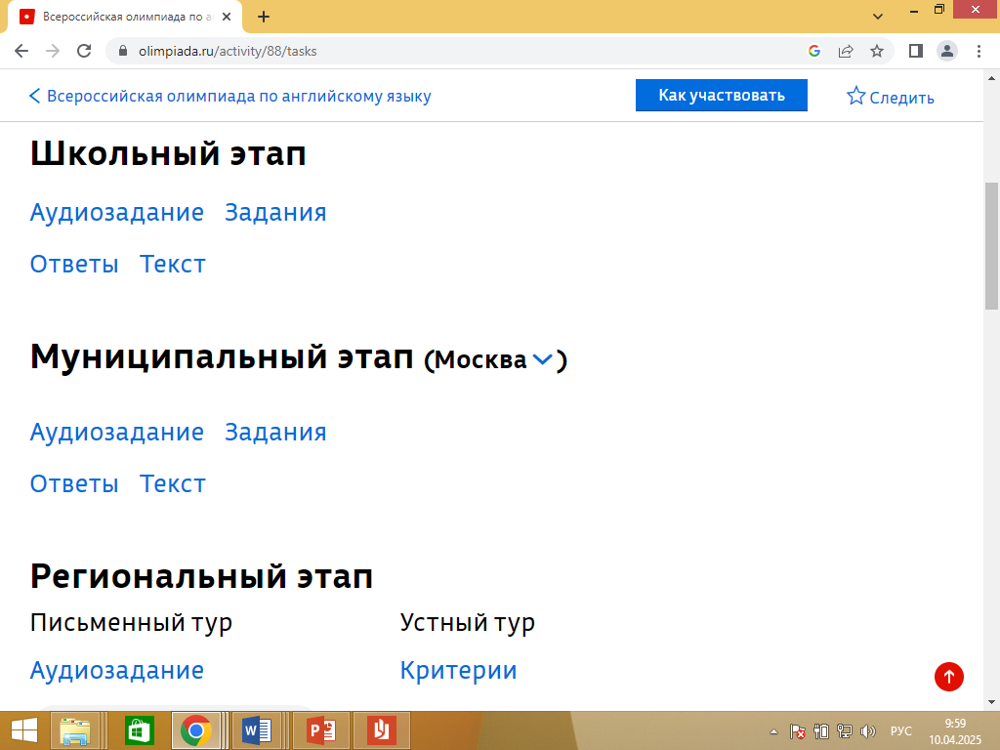 Всероссийская олимпиада по а
olimpiada.ru/activity/88/tasks
Всероссийская олимпиада по английскому языку
Как участвовать
Следить
Школьный этап
Аудиозадание Задания
Ответы Текст
Муниципальный этап (Москва)
Аудиозадание Задания
Ответы Текст
Региональный этап
Письменный тур Устный тур
Аудиозадание Критерии
РУС
9:59
10.04.2025